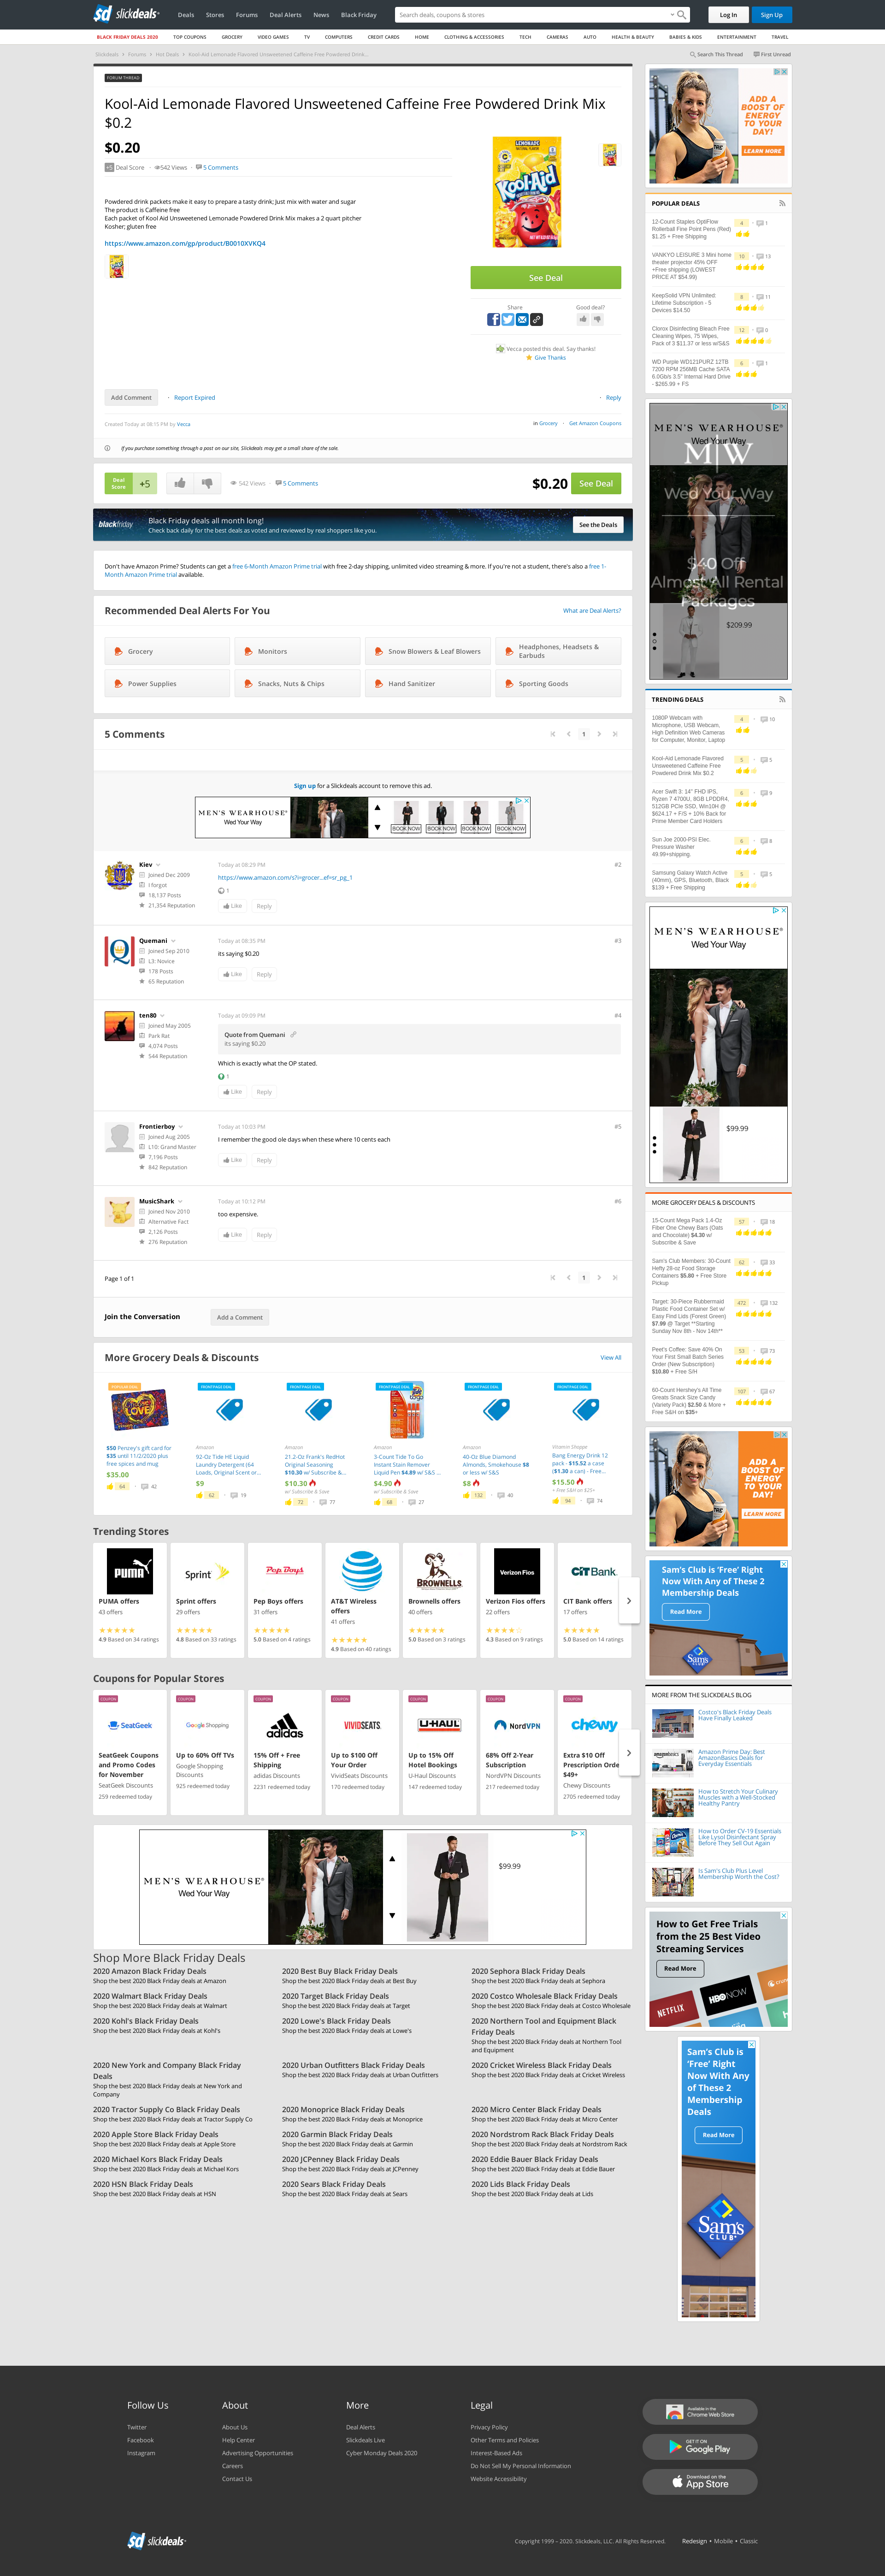 slickdeals
Deals
Stores
Forums
Deal Alerts
News
Black Friday
Search deals, coupons & stores
Log In
Sign Up
BLACK FRIDAY DEALS 2020
TOP COUPONS
GROCERY
VIDEO GAMES
TV
COMPUTERS
CREDIT CARDS
HOME
CLOTHING & ACCESSORIES
TECH
CAMERAS
AUTO
HEALTH & BEAUTY
BABIES & KIDS
ENTERTAINMENT
TRAVEL
Slickdeals > Forums > Hot Deals > Kool-Aid Lemonade Flavored Unsweetened Caffeine Free Powdered Drink...
Search This Thread
First Unread
FORUM THREAD
Kool-Aid Lemonade Flavored Unsweetened Caffeine Free Powdered Drink Mix
$0.2
$0.20
+5 Deal Score · 542 Views · 5 Comments
Powdered drink packets make it easy to prepare a tasty drink; Just mix with water and sugar
The product is Caffeine free
Each packet of Kool Aid Unsweetened Lemonade Powdered Drink Mix makes a 2 quart pitcher
Kosher; gluten free
https://www.amazon.com/gp/product/B0010XVKQ4
LEMONADE
Kool-Aid
See Deal
Share
Good deal?
Vecca posted this deal. Say thanks!
Give Thanks
Add Comment · Report Expired
· Reply
Created Today at 08:15 PM by Vecca
in Grocery · Get Amazon Coupons
If you purchase something through a post on our site, Slickdeals may get a small share of the sale.
Deal Score +5
542 Views · 5 Comments
$0.20
See Deal
blackfriday
Black Friday deals all month long!
Check back daily for the best deals as voted and reviewed by real shoppers like you.
See the Deals
Don't have Amazon Prime? Students can get a free 6-Month Amazon Prime trial with free 2-day shipping, unlimited video streaming & more. If you're not a student, there's also a free 1-
Month Amazon Prime trial available.
Recommended Deal Alerts For You
What are Deal Alerts?
Grocery
Monitors
Snow Blowers & Leaf Blowers
Headphones, Headsets & Earbuds
Power Supplies
Snacks, Nuts & Chips
Hand Sanitizer
Sporting Goods
5 Comments
1
Sign up for a Slickdeals account to remove this ad.
MEN'S WEARHOUSE®
Wed Your Way
BOOK NOW
BOOK NOW
BOOK NOW
BOOK NOW
Kiev
Joined Dec 2009
I forgot
18,137 Posts
21,354 Reputation
Today at 08:29 PM
#2
https://www.amazon.com/s?i=grocer...ef=sr_pg_1
1
Like
Reply
Quemani
Joined Sep 2010
L3: Novice
178 Posts
65 Reputation
Today at 08:35 PM
#3
its saying $0.20
Like
Reply
ten80
Joined May 2005
Park Rat
4,074 Posts
544 Reputation
Today at 09:09 PM
#4
Quote from Quemani
its saying $0.20
Which is exactly what the OP stated.
1
Like
Reply
Frontierboy
Joined Aug 2005
L10: Grand Master
7,196 Posts
842 Reputation
Today at 10:03 PM
#5
I remember the good ole days when these where 10 cents each
Like
Reply
MusicShark
Joined Nov 2010
Alternative Fact
2,126 Posts
276 Reputation
Today at 10:12 PM
#6
too expensive.
Like
Reply
Page 1 of 1
1
Join the Conversation
Add a Comment
More Grocery Deals & Discounts
View All
POPULAR DEAL
$50 Penzey's gift card for
$35 until 11/2/2020 plus
free spices and mug
$35.00
64 · 42
FRONTPAGE DEAL
Amazon
92-Oz Tide HE Liquid
Laundry Detergent (64
Loads, Original Scent or...
$9
62 · 19
FRONTPAGE DEAL
Amazon
21.2-Oz Frank's RedHot
Original Seasoning
$10.30 w/ Subscribe &...
$10.30
w/ Subscribe & Save
72 · 77
FRONTPAGE DEAL
Amazon
3-Count Tide To Go
Instant Stain Remover
Liquid Pen $4.89 w/ S&S ...
$4.90
w/ Subscribe & Save
68 · 27
FRONTPAGE DEAL
Amazon
40-Oz Blue Diamond
Almonds, Smokehouse $8
or less w/ S&S
$8
132 · 40
FRONTPAGE DEAL
Vitamin Shoppe
Bang Energy Drink 12
pack - $15.52 a case
($1.30 a can) - Free...
$15.50
+ Free S&H on $25+
94 · 74
Trending Stores
PUMA offers
43 offers
4.9 Based on 34 ratings
Sprint
Sprint offers
29 offers
4.8 Based on 33 ratings
Pep Boys
Pep Boys offers
31 offers
5.0 Based on 4 ratings
AT&T Wireless
offers
41 offers
4.9 Based on 40 ratings
BROWNELLS
Brownells offers
40 offers
5.0 Based on 3 ratings
Verizon Fios
Verizon Fios offers
22 offers
4.3 Based on 9 ratings
CIT BANK
CIT Bank offers
17 offers
5.0 Based on 14 ratings
Coupons for Popular Stores
COUPON
SeatGeek
SeatGeek Coupons
and Promo Codes
for November
SeatGeek Discounts
259 redeemed today
COUPON
Google Shopping
Up to 60% Off TVs
Google Shopping
Discounts
925 redeemed today
COUPON
adidas
15% Off + Free
Shipping
adidas Discounts
2231 redeemed today
VIVIDSEATS.
Up to $100 Off
Your Order
VividSeats Discounts
170 redeemed today
COUPON
U-HAUL
Up to 15% Off
Hotel Bookings
U-Haul Discounts
147 redeemed today
COUPON
NordVPN
68% Off 2-Year
Subscription
NordVPN Discounts
217 redeemed today
COUPON
chewy
Extra $10 Off
Prescription Orde
$49+
Chewy Discounts
2705 redeemed today
MEN'S WEARHOUSE®
Wed Your Way
$99.99
Shop More Black Friday Deals
2020 Amazon Black Friday Deals
Shop the best 2020 Black Friday deals at Amazon
2020 Best Buy Black Friday Deals
Shop the best 2020 Black Friday deals at Best Buy
2020 Sephora Black Friday Deals
Shop the best 2020 Black Friday deals at Sephora
2020 Walmart Black Friday Deals
Shop the best 2020 Black Friday deals at Walmart
2020 Target Black Friday Deals
Shop the best 2020 Black Friday deals at Target
2020 Costco Wholesale Black Friday Deals
Shop the best 2020 Black Friday deals at Costco Wholesale
2020 Kohl's Black Friday Deals
Shop the best 2020 Black Friday deals at Kohl's
2020 Lowe's Black Friday Deals
Shop the best 2020 Black Friday deals at Lowe's
2020 Northern Tool and Equipment Black
Friday Deals
Shop the best 2020 Black Friday deals at Northern Tool
and Equipment
2020 New York and Company Black Friday
Deals
Shop the best 2020 Black Friday deals at New York and
Company
2020 Urban Outfitters Black Friday Deals
Shop the best 2020 Black Friday deals at Urban Outfitters
2020 Cricket Wireless Black Friday Deals
Shop the best 2020 Black Friday deals at Cricket Wireless
2020 Tractor Supply Co Black Friday Deals
Shop the best 2020 Black Friday deals at Tractor Supply Co
2020 Monoprice Black Friday Deals
Shop the best 2020 Black Friday deals at Monoprice
2020 Micro Center Black Friday Deals
Shop the best 2020 Black Friday deals at Micro Center
2020 Apple Store Black Friday Deals
Shop the best 2020 Black Friday deals at Apple Store
2020 Garmin Black Friday Deals
Shop the best 2020 Black Friday deals at Garmin
2020 Nordstrom Rack Black Friday Deals
Shop the best 2020 Black Friday deals at Nordstrom Rack
2020 Michael Kors Black Friday Deals
Shop the best 2020 Black Friday deals at Michael Kors
2020 JCPenney Black Friday Deals
Shop the best 2020 Black Friday deals at JCPenney
2020 Eddie Bauer Black Friday Deals
Shop the best 2020 Black Friday deals at Eddie Bauer
2020 HSN Black Friday Deals
Shop the best 2020 Black Friday deals at HSN
2020 Sears Black Friday Deals
Shop the best 2020 Black Friday deals at Sears
2020 Lids Black Friday Deals
Shop the best 2020 Black Friday deals at Lids
ADD A
BOOST OF
ENERGY
TO YOUR
DAY!
LEARN MORE
POPULAR DEALS
12-Count Staples OptiFlow
Rollerball Fine Point Pens (Red)
$1.25 + Free Shipping
4 · 1
VANKYO LEISURE 3 Mini home
theater projector 45% OFF
+Free shipping (LOWEST
PRICE AT $54.99)
10 · 13
KeepSolid VPN Unlimited:
Lifetime Subscription - 5
Devices $14.50
8 · 11
Clorox Disinfecting Bleach Free
Cleaning Wipes, 75 Wipes,
Pack of 3 $11.37 or less w/S&S
12 · 0
WD Purple WD121PURZ 12TB
7200 RPM 256MB Cache SATA
6.0Gb/s 3.5" Internal Hard Drive
- $265.99 + FS
6 · 1
MEN'S WEARHOUSE
Wed Your Way
M|W
Wed Your Way
$40 Off
Almost All Rental
Packages
$209.99
TRENDING DEALS
1080P Webcam with
Microphone, USB Webcam,
High Definition Web Cameras
for Computer, Monitor, Laptop
4 · 10
Kool-Aid Lemonade Flavored
Unsweetened Caffeine Free
Powdered Drink Mix $0.2
5 · 5
Acer Swift 3: 14" FHD IPS,
Ryzen 7 4700U, 8GB LPDDR4,
512GB PCIe SSD, Win10H @
$624.17 + F/S + 10% Back for
Prime Member Card Holders
6 · 9
Sun Joe 2000-PSI Elec.
Pressure Washer
49.99+shipping.
6 · 8
Samsung Galaxy Watch Active
(40mm), GPS, Bluetooth, Black
$139 + Free Shipping
5 · 5
MEN'S WEARHOUSE®
Wed Your Way
$99.99
MORE GROCERY DEALS & DISCOUNTS
15-Count Mega Pack 1.4-Oz
Fiber One Chewy Bars (Oats
and Chocolate) $4.30 w/
Subscribe & Save
57 · 18
Sam's Club Members: 30-Count
Hefty 28-oz Food Storage
Containers $5.80 + Free Store
Pickup
62 · 33
Target: 30-Piece Rubbermaid
Plastic Food Container Set w/
Easy Find Lids (Forest Green)
$7.99 @ Target **Starting
Sunday Nov 8th - Nov 14th**
472 · 132
Peet's Coffee: Save 40% On
Your First Small Batch Series
Order (New Subscription)
$10.80 + Free S/H
53 · 73
60-Count Hershey's All Time
Greats Snack Size Candy
(Variety Pack) $2.50 & More +
Free S&H on $35+
107 · 67
ADD A
BOOST OF
ENERGY
TO YOUR
DAY!
LEARN MORE
Sam's Club is 'Free' Right
Now With Any of These 2
Membership Deals
Read More
MORE FROM THE SLICKDEALS BLOG
Costco's Black Friday Deals
Have Finally Leaked
Amazon Prime Day: Best
AmazonBasics Deals for
Everyday Essentials
How to Stretch Your Culinary
Muscles with a Well-Stocked
Healthy Pantry
How to Order CV-19 Essentials
Like Lysol Disinfectant Spray
Before They Sell Out Again
Is Sam's Club Plus Level
Membership Worth the Cost?
How to Get Free Trials
from the 25 Best Video
Streaming Services
Read More
NETFLIX
HBO NOW
Sam's Club is
'Free' Right
Now With Any
of These 2
Membership
Deals
Read More
Sam's
CLUB
Follow Us
Twitter
Facebook
Instagram
About
About Us
Help Center
Advertising Opportunities
Careers
Contact Us
More
Deal Alerts
Slickdeals Live
Cyber Monday Deals 2020
Legal
Privacy Policy
Other Terms and Policies
Interest-Based Ads
Do Not Sell My Personal Information
Website Accessibility
Available in the
Chrome Web Store
GET IT ON
Google Play
Download on the
App Store
slickdeals
Copyright 1999 - 2020. Slickdeals, LLC. All Rights Reserved.
Redesign • Mobile • Classic